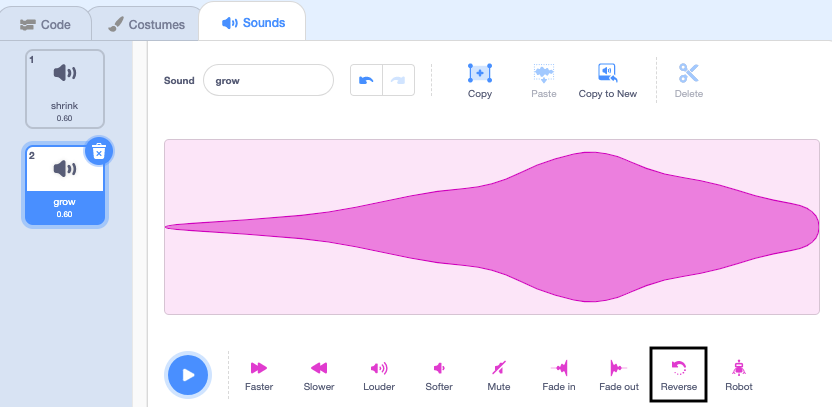 Code
Costumes
Sounds
1
shrink
0.60
2
grow
0.60
Sound
grow
Copy
Paste
Copy to New
Delete
Faster
Slower
Louder
Softer
Mute
Fade in
Fade out
Reverse
Robot